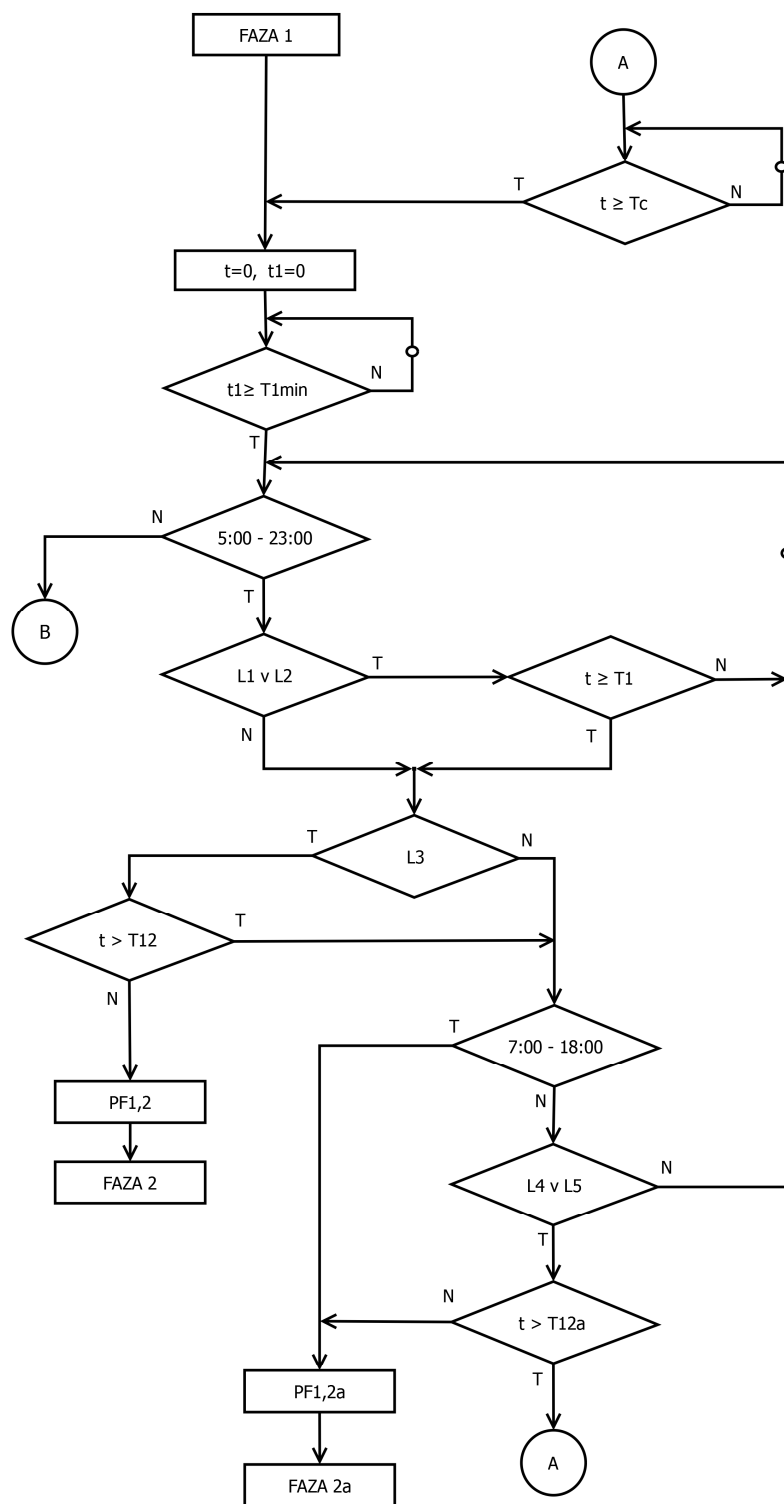 FAZA 1
A
T
t ≥ Tc
N
t=0, t1=0
t1≥ T1min
N
T
N
5:00 - 23:00
T
B
L1 v L2
T
t ≥ T1
N
N
T
T
L3
N
t > T12
T
N
T
7:00 - 18:00
PF1,2
N
FAZA 2
L4 v L5
N
T
N
t > T12a
T
PF1,2a
A
FAZA 2a